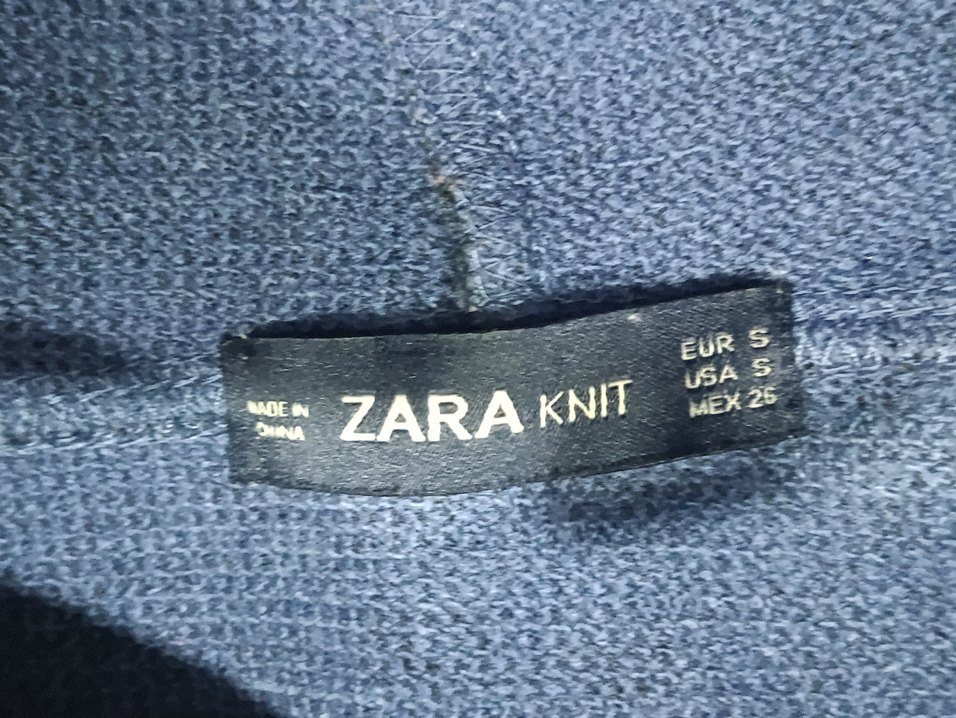 MADE IN
CHINA
ZARA KNIT
EUR S
USA S
MEX 26